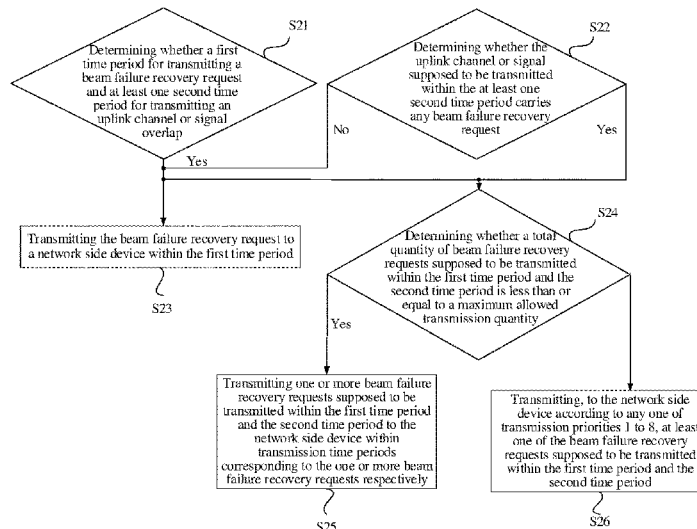 S21
Determining whether a first
time period for transmitting a
beam failure recovery request
and at least one second time
period for transmitting an
uplink channel or signal
overlap
S22
Determining whether the
uplink channel or signal
supposed to be transmitted
within the at least one
second time period carries
any beam failure recovery
request
No
Yes
Yes
Transmitting the beam failure recovery request to
a network side device within the first time period
S23
S24
Determining whether a total
quantity of beam failure recovery
requests supposed to be transmitted
within the first time period and
the second time period is less than or
equal to a maximum allowed
transmission quantity
Yes
Transmitting one or more beam failure
recovery requests supposed to be
transmitted within the first time period
and the second time period to the
network side device within
transmission time periods
corresponding to the one or more beam
failure recovery requests respectively
S25
Transmitting, to the network side
device according to any one of
transmission priorities 1 to 8, at least
one of the beam failure recovery
requests supposed to be transmitted
within the first time period and the
second time period
S26